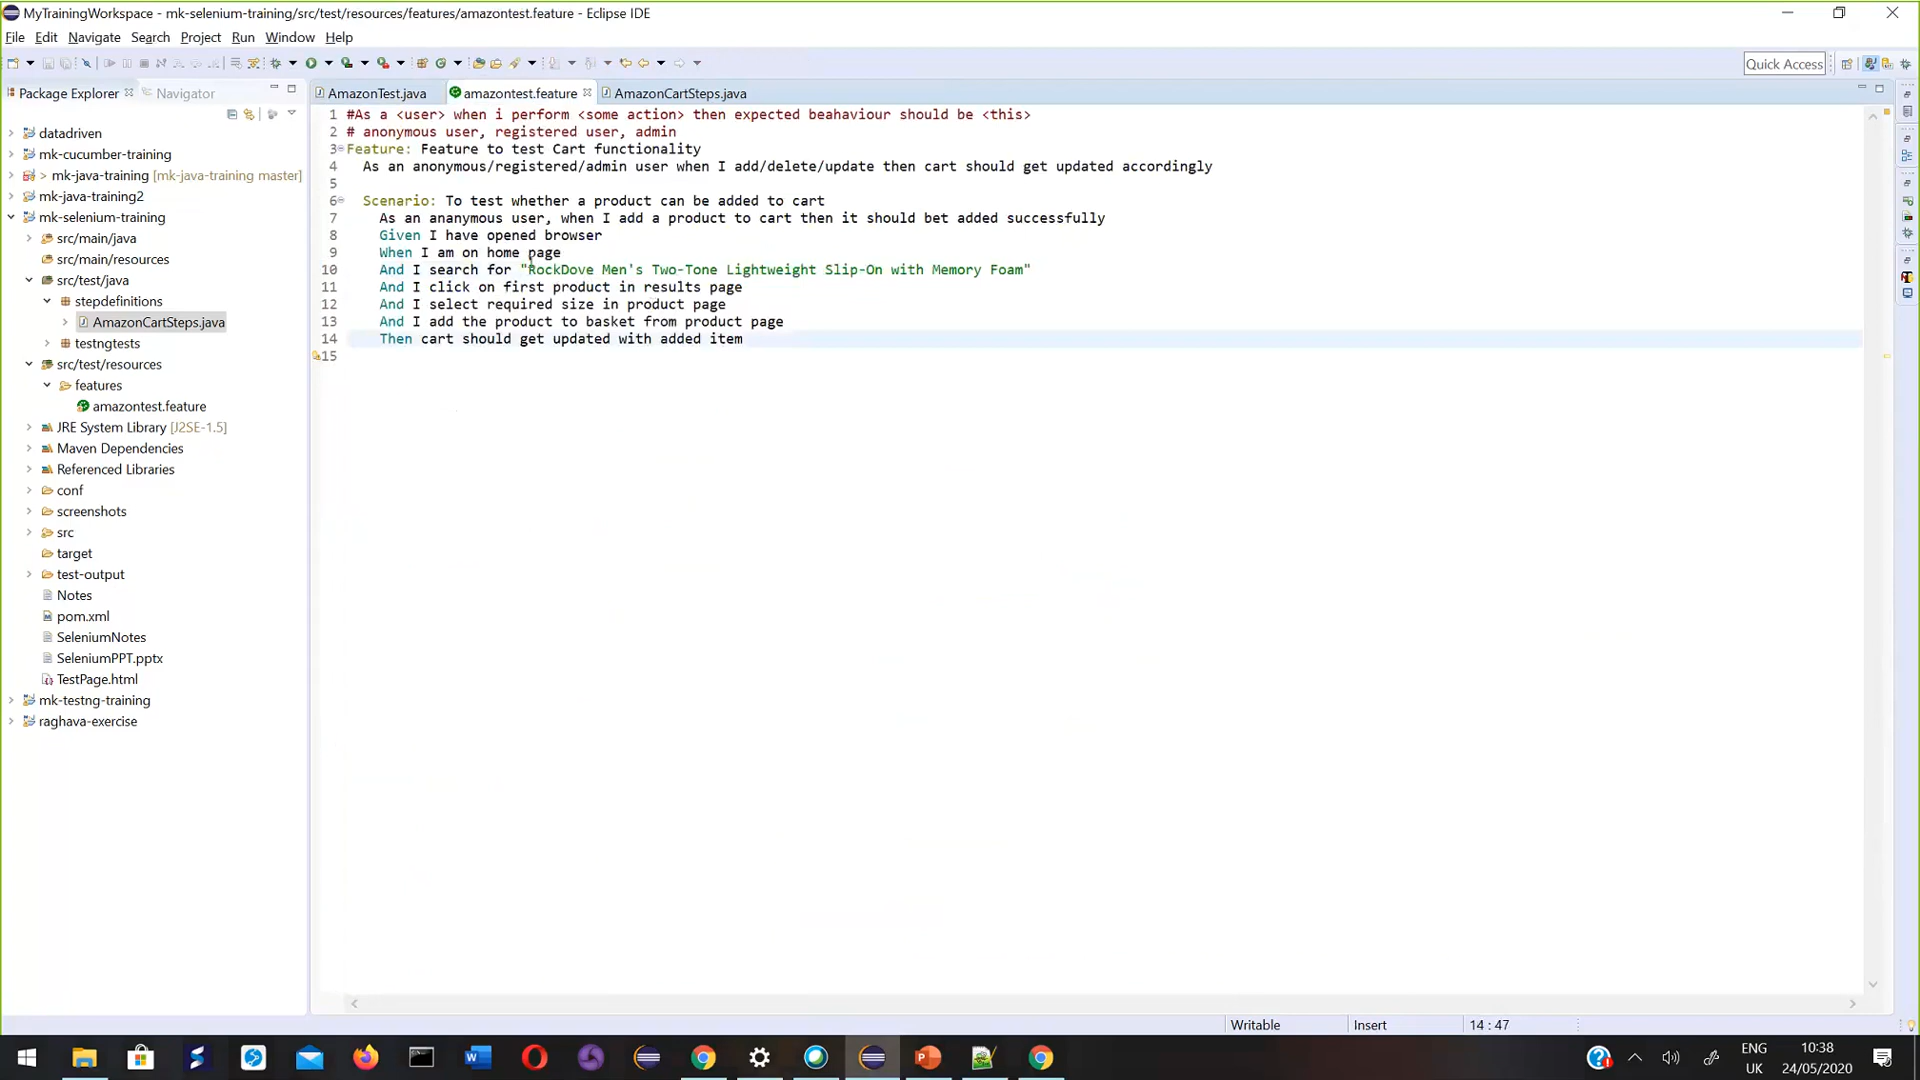 MyTrainingWorkspace - mk-selenium-training/src/test/resources/features/amazontest.feature - Eclipse IDE
File Edit Navigate Search Project Run Window Help
Quick Access
Package Explorer Navigator
AmazonTest.java amazontest.feature AmazonCartSteps.java
datadriven
mk-cucumber-training
> mk-java-training [mk-java-training master]
mk-java-training2
mk-selenium-training
src/main/java
src/main/resources
src/test/java
stepdefinitions
AmazonCartSteps.java
testngtests
src/test/resources
features
amazontest.feature
JRE System Library [J2SE-1.5]
Maven Dependencies
Referenced Libraries
conf
screenshots
src
target
test-output
Notes
pom.xml
SeleniumNotes
SeleniumPPT.pptx
TestPage.html
mk-testng-training
raghava-exercise
1 #As a <user> when i perform <some action> then expected beahaviour should be <this>
2 # anonymous user, registered user, admin
3 Feature: Feature to test Cart functionality
4 As an anonymous/registered/admin user when I add/delete/update then cart should get updated accordingly
5
6 Scenario: To test whether a product can be added to cart
7 As an ananymous user, when I add a product to cart then it should bet added successfully
8 Given I have opened browser
9 When I am on home page
10 And I search for "RockDove Men's Two-Tone Lightweight Slip-On with Memory Foam"
11 And I click on first product in results page
12 And I select required size in product page
13 And I add the product to basket from product page
14 Then cart should get updated with added item
15
Writable Insert 14 : 47
ENG
UK
10:38
24/05/2020